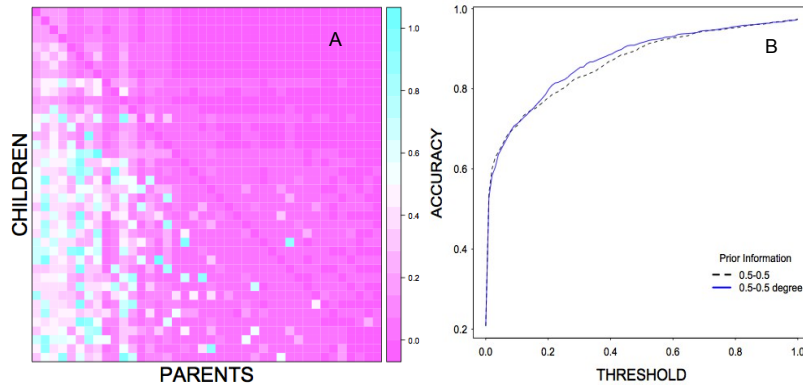 A
CHILDREN
PARENTS
1.0
0.8
0.6
0.4
0.2
0.0
B
ACCURACY
1.0
0.8
0.6
0.4
0.2
Prior Information
0.5-0.5
0.5-0.5 degree
0.0
0.2
0.4
0.6
0.8
1.0
THRESHOLD